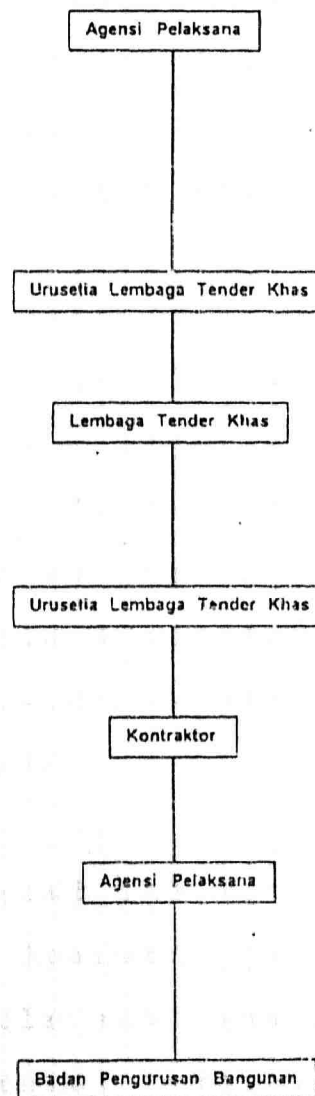 Agensi Pelaksana
Urusetia Lembaga Tender Khas
Lembaga Tender Khas
Urusetia Lembaga Tender Khas
Kontraktor
Agensi Pelaksana
Badan Pengurusan Bangunan